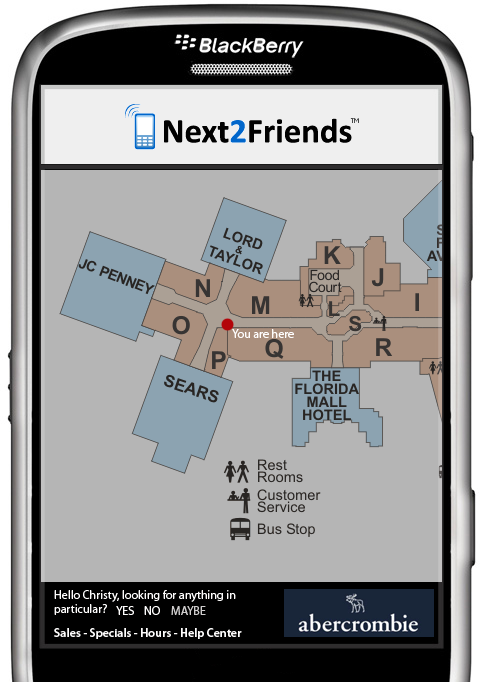 BlackBerry
Next2Friends™
LORD
&
TAYLOR
JC PENNEY
N
M
K
Food
Court
J
I
L
S
O
You are here
P
Q
R
SEARS
THE
FLORIDA
MALL
HOTEL
S
F
AV
Rest
Rooms
Customer
Service
Bus Stop
Hello Christy, looking for anything in
particular? YES NO MAYBE
Sales - Specials - Hours - Help Center
abercrombie